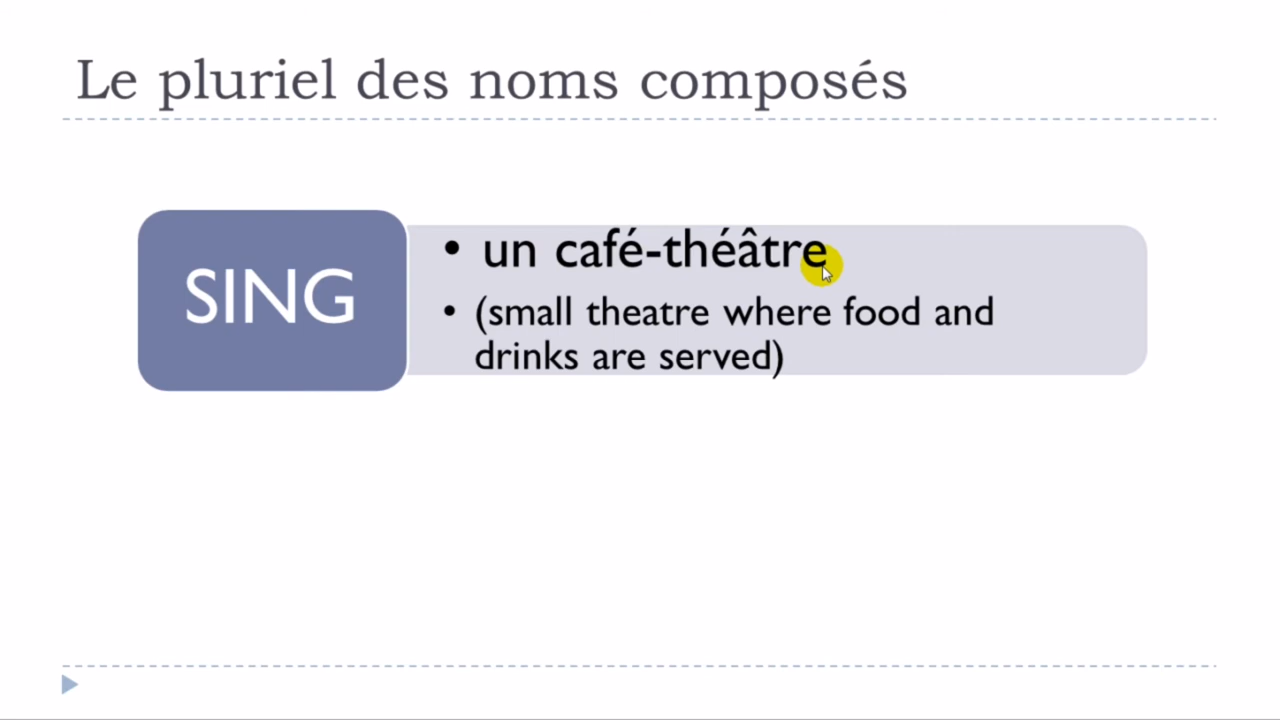 Le pluriel des noms composés
SING
• un café-théâtre
• (small theatre where food and
drinks are served)